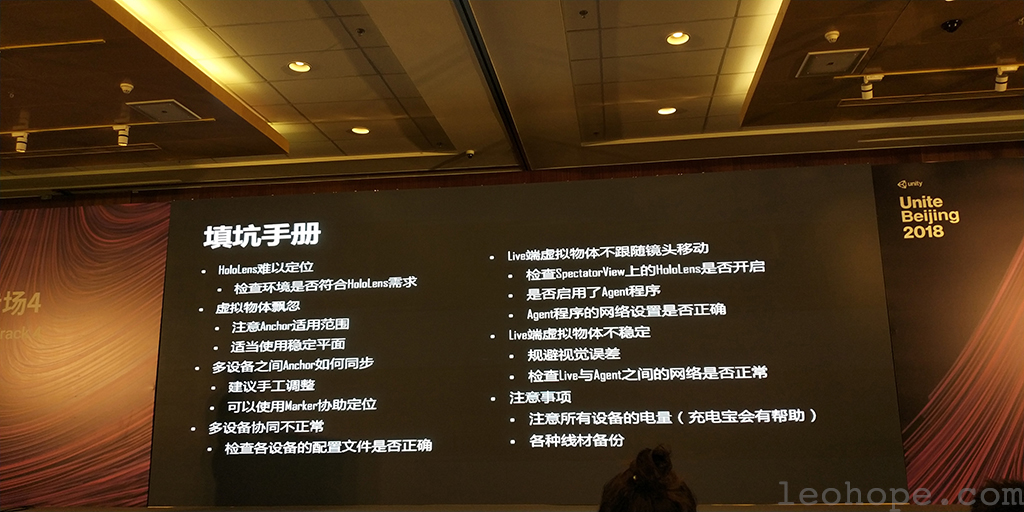 填坑手册
• HoloLens难以定位
• 检查环境是否符合HoloLens需求
• 虚拟物体飘忽
• 注意Anchor适用范围
• 适当使用稳定平面
• 多设备之间Anchor如何同步
• 建议手工调整
• 可以使用Marker协助定位
• 多设备协同不正常
• 检查各设备的配置文件是否正确
• Live端虚拟物体不跟随镜头移动
• 检查SpectatorView上的HoloLens是否开启
• 是否启用了Agent程序
• Agent程序的网络设置是否正确
• Live端虚拟物体不稳定
• 规避视觉误差
• 检查Live与Agent之间的网络是否正常
• 注意事项
• 注意所有设备的电量（充电宝会有帮助）
• 各种线材备份
unity
Unite
Beijing
2018
场4
rack
leohope.com